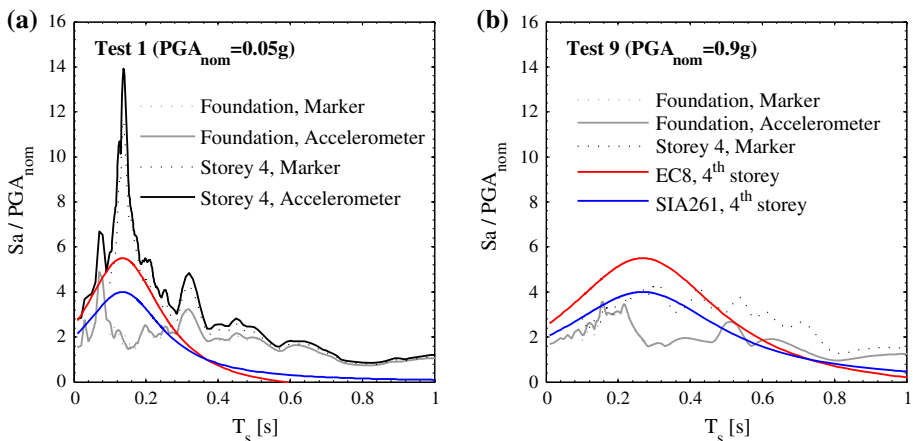 (a)
Test 1 (PGA_nom=0.05g)
Foundation, Marker
Foundation, Accelerometer
Storey 4, Marker
Storey 4, Accelerometer
Sa / PGA_nom
16
14
12
10
8
6
4
2
0
0 0.2 0.4 0.6 0.8 1
T_s [s]
(b)
Test 9 (PGA_nom=0.9g)
Foundation, Marker
Foundation, Accelerometer
Storey 4, Marker
EC8, 4th storey
SIA261, 4th storey
Sa / PGA_nom
16
14
12
10
8
6
4
2
0
0 0.2 0.4 0.6 0.8 1
T_s [s]